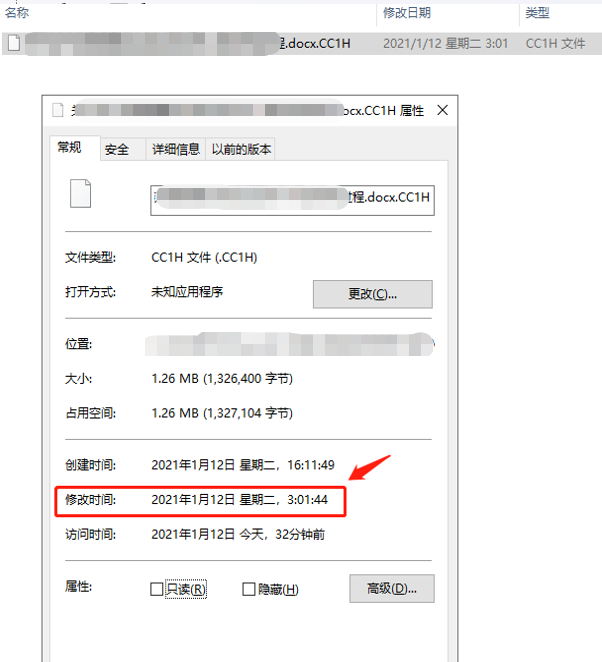 名称 修改日期 类型
.docx.CC1H 2021/1/12 星期二 3:01 CC1H 文件
ocx.CC1H 属性
常规 安全 详细信息 以前的版本
程.docx.CC1H
文件类型: CC1H 文件 (.CC1H)
打开方式: 未知应用程序 更改(C)...
位置:
大小: 1.26 MB (1,326,400 字节)
占用空间: 1.26 MB (1,327,104 字节)
创建时间: 2021年1月12日 星期二，16:11:49
修改时间: 2021年1月12日 星期二，3:01:44
访问时间: 2021年1月12日 今天，32分钟前
属性: 只读(R) 隐藏(H) 高级(D)...